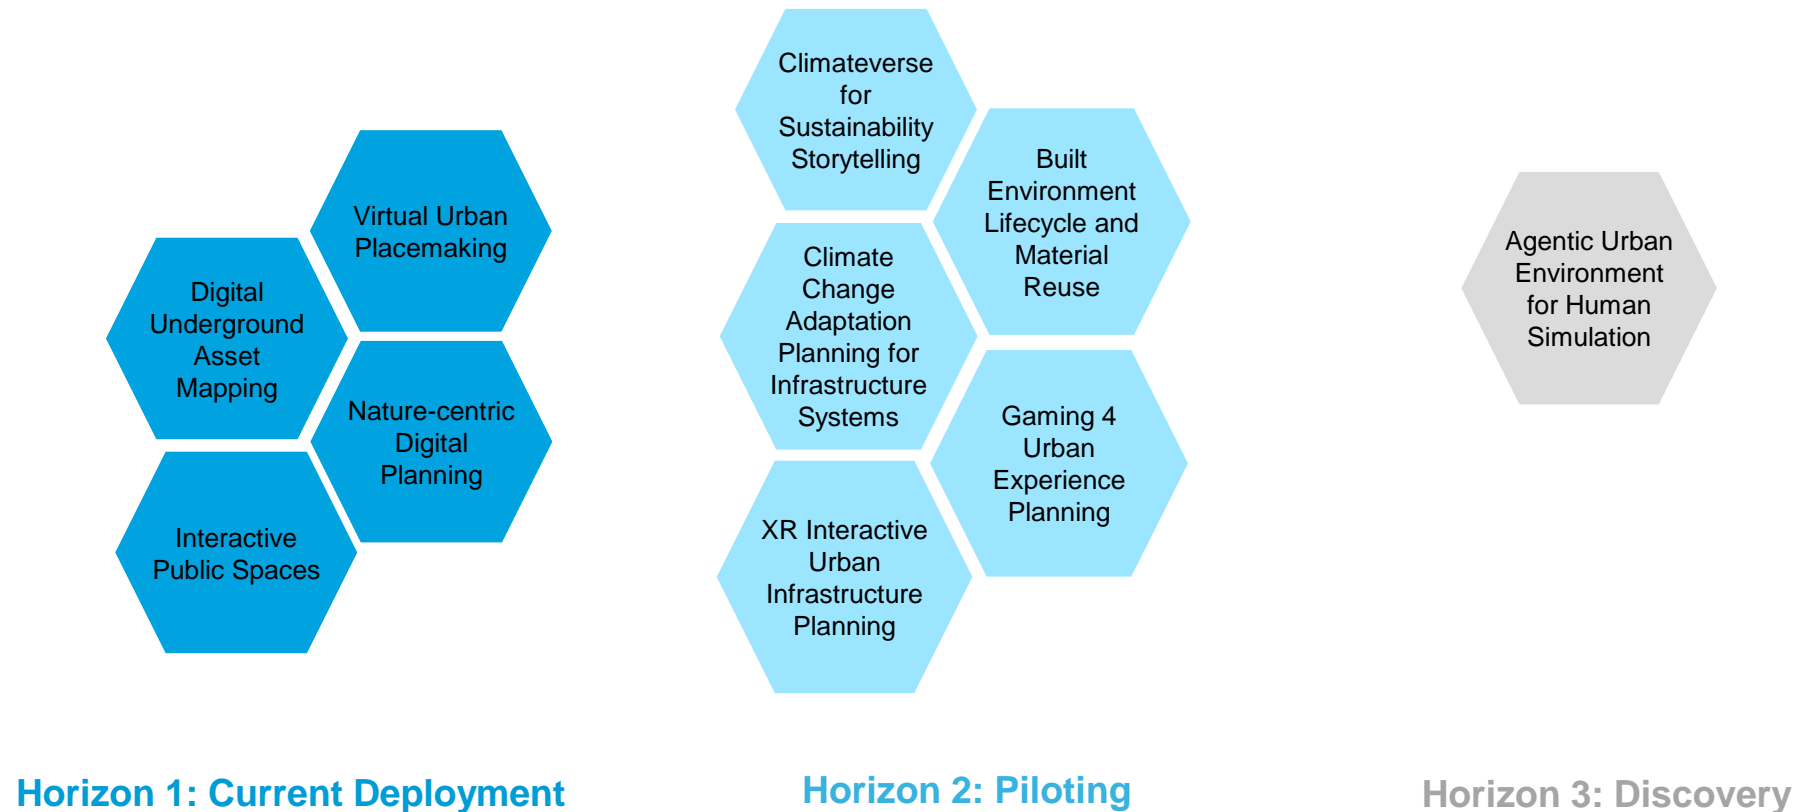 Virtual Urban
Placemaking
Digital
Underground
Asset
Mapping
Nature-centric
Digital
Planning
Interactive
Public Spaces
Horizon 1: Current Deployment
Climateverse
for
Sustainability
Storytelling
Built
Environment
Lifecycle and
Material
Reuse
Climate
Change
Adaptation
Planning for
Infrastructure
Systems
Gaming 4
Urban
Experience
Planning
XR Interactive
Urban
Infrastructure
Planning
Horizon 2: Piloting
Agentic Urban
Environment
for Human
Simulation
Horizon 3: Discovery